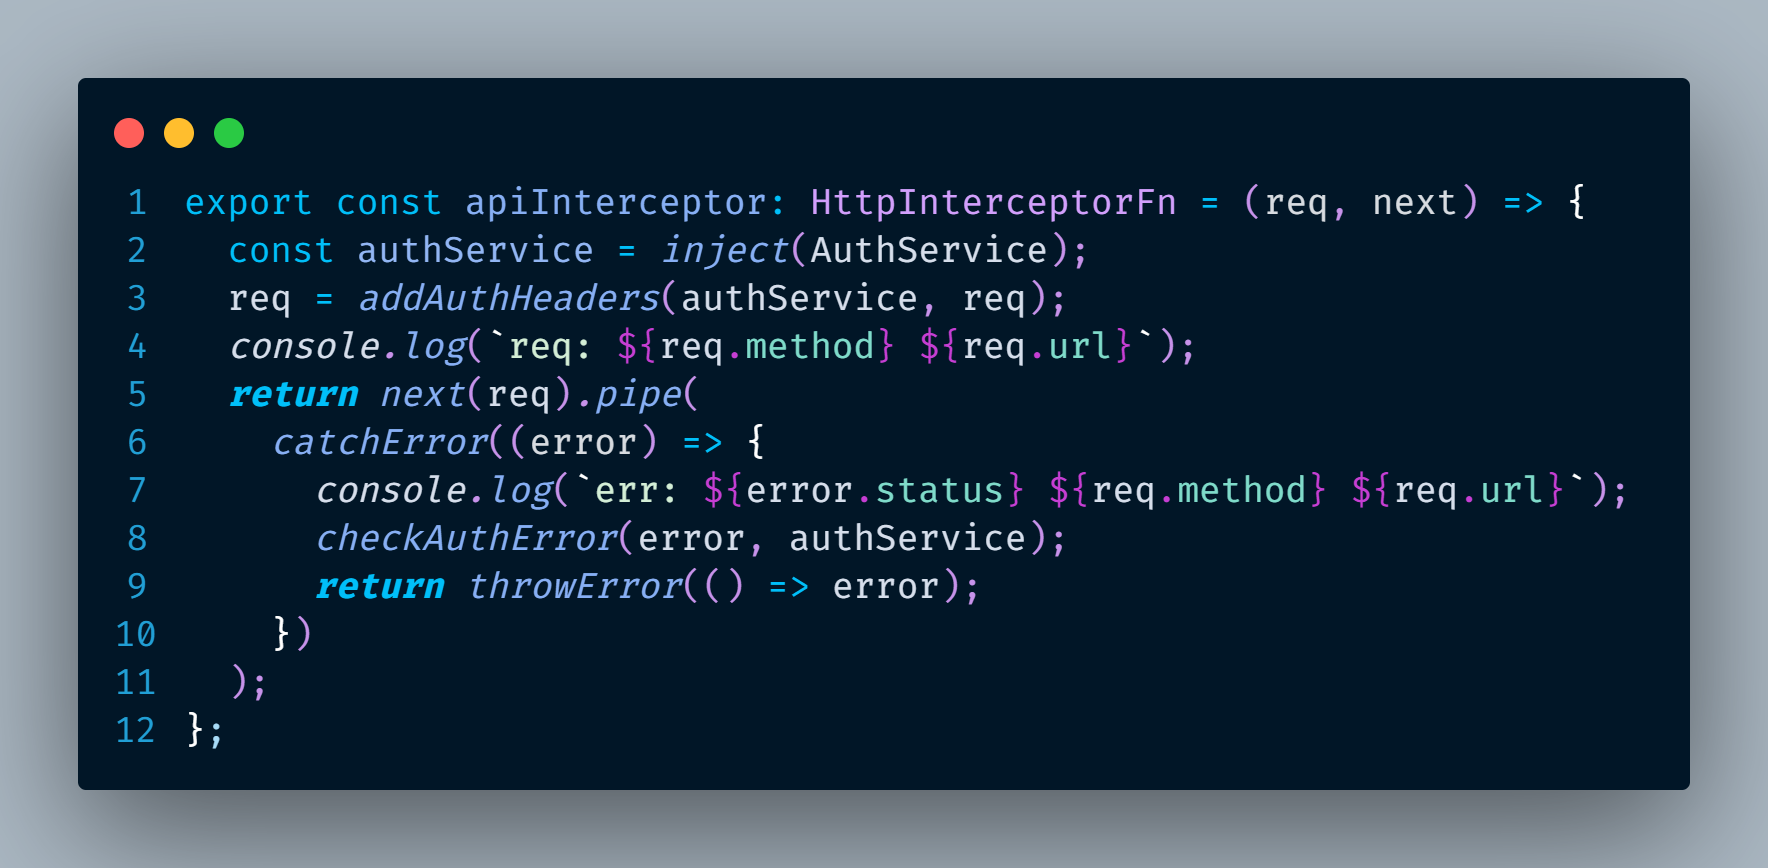 1 export const apiInterceptor: HttpInterceptorFn = (req, next) => {
2   const authService = inject(AuthService);
3   req = addAuthHeaders(authService, req);
4   console.log(`req: ${req.method} ${req.url}`);
5   return next(req).pipe(
6     catchError((error) => {
7       console.log(`err: ${error.status} ${req.method} ${req.url}`);
8       checkAuthError(error, authService);
9       return throwError(() => error);
10     })
11   );
12 };